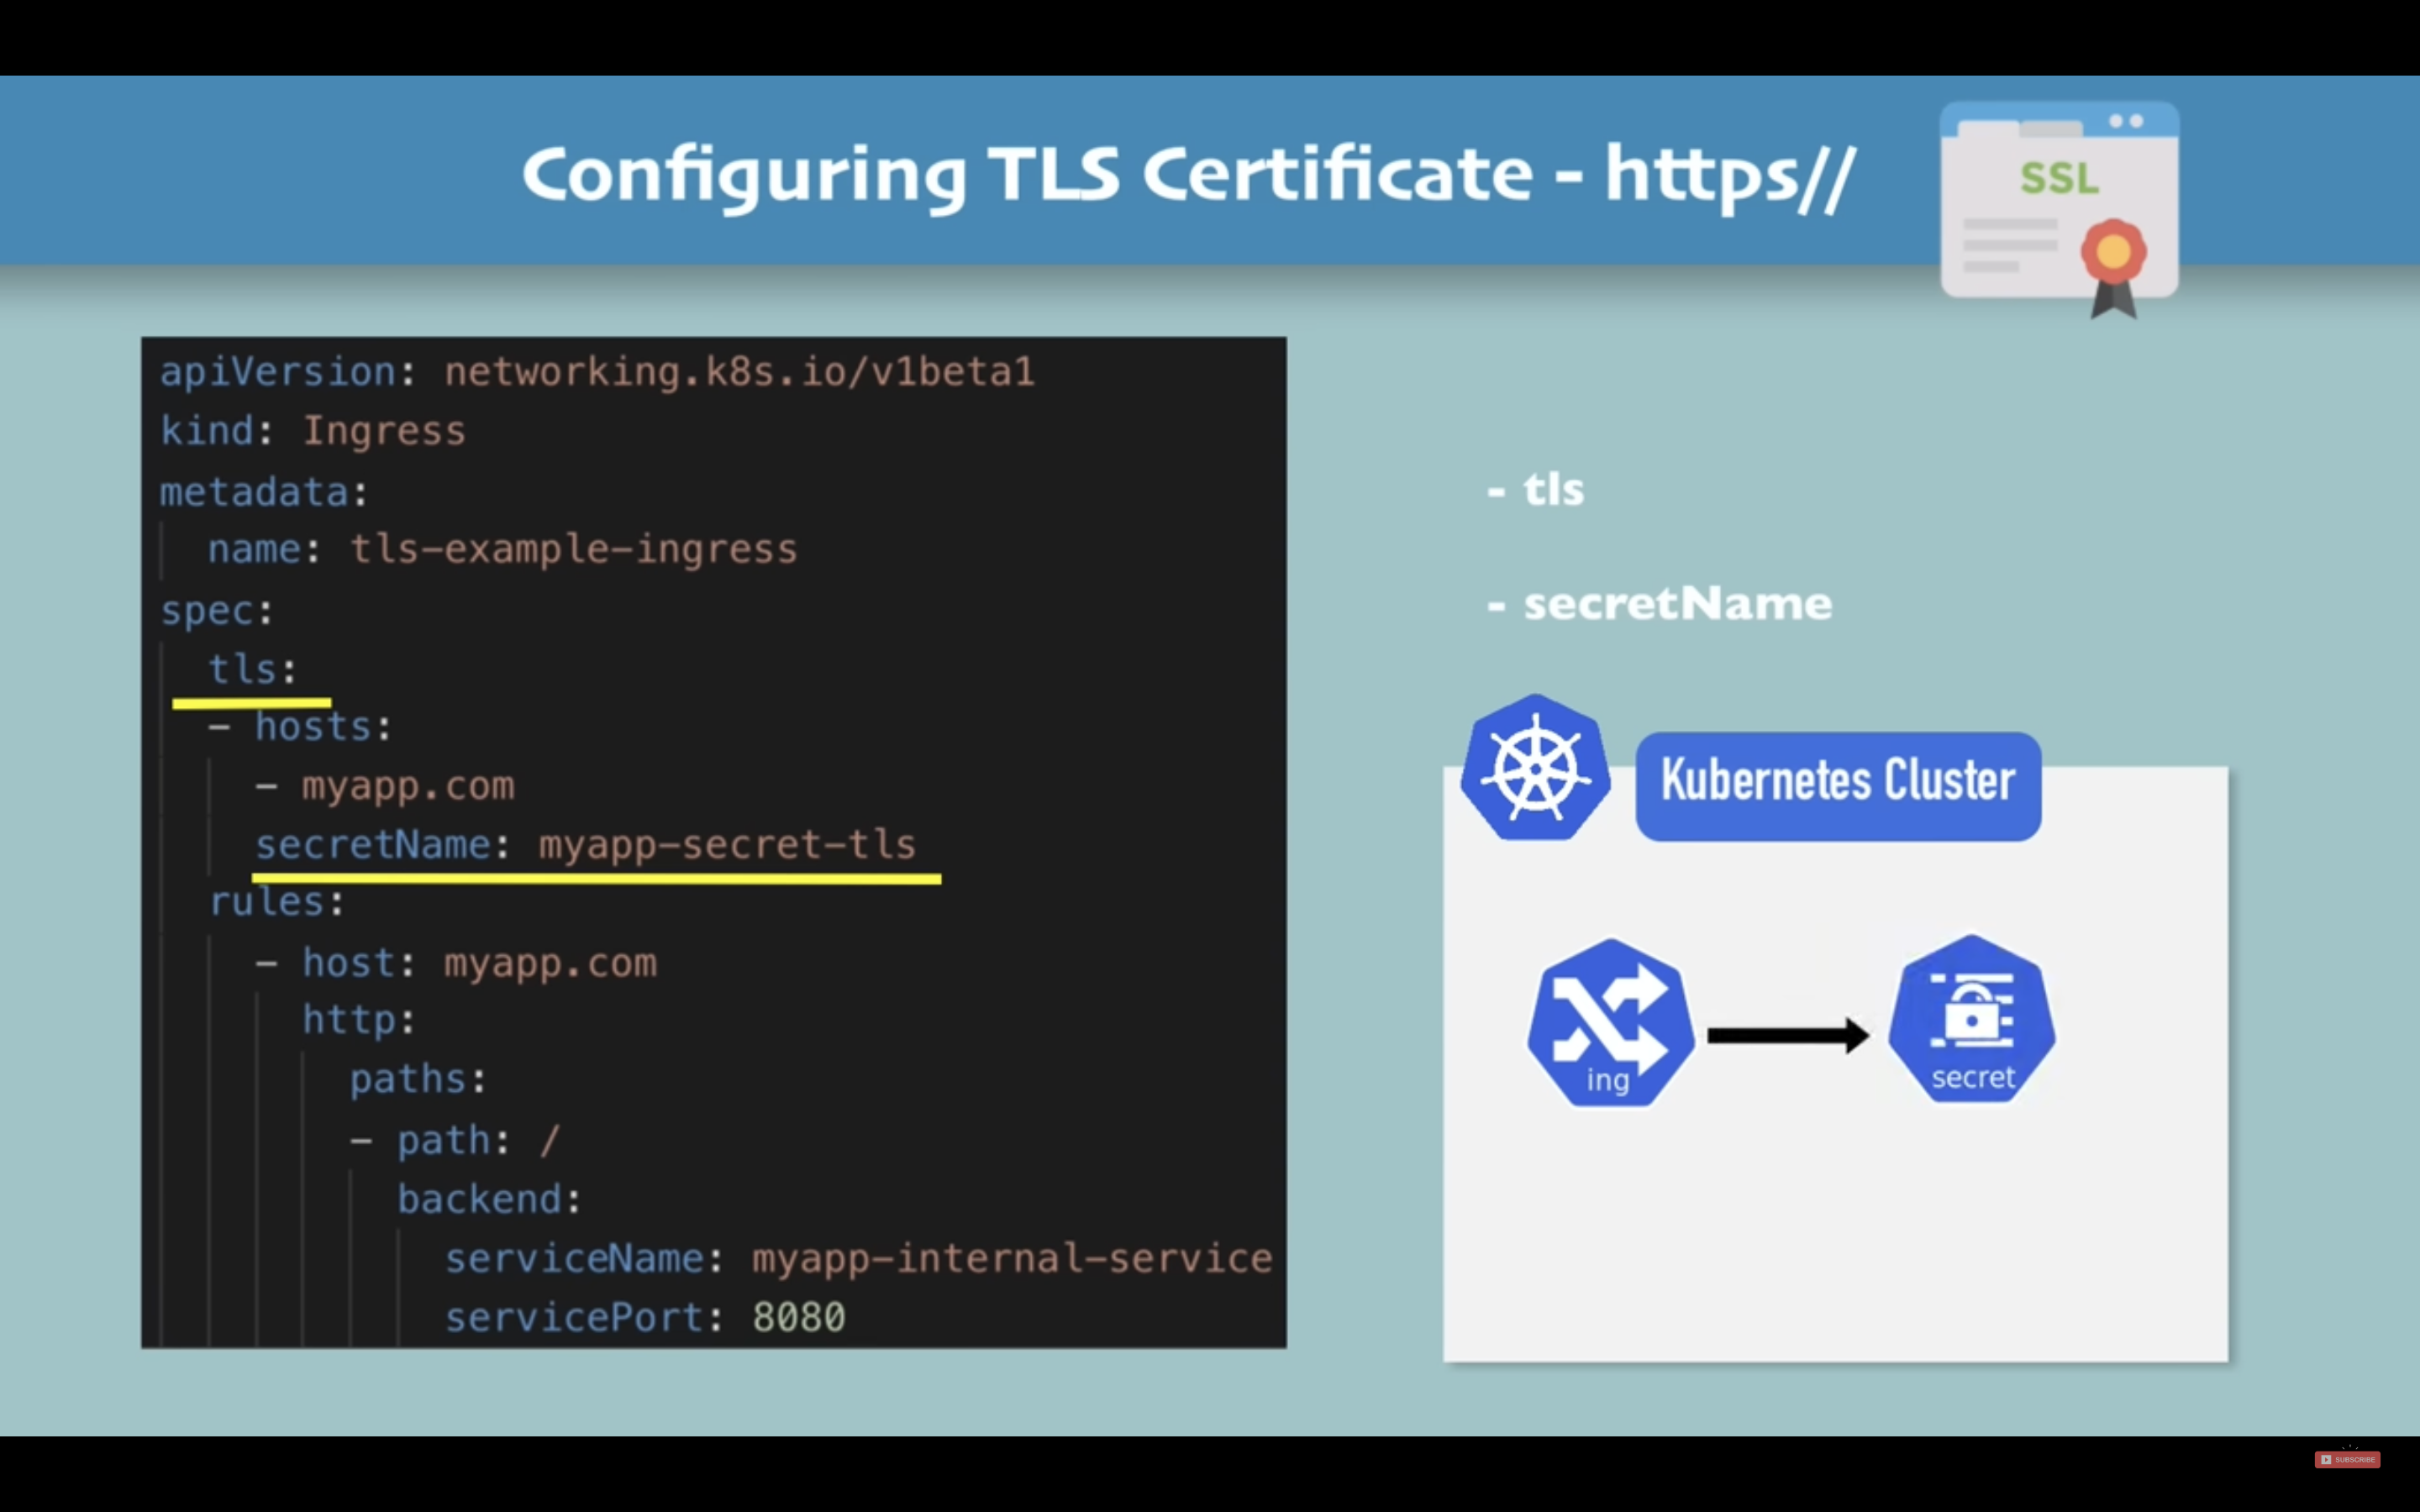 Configuring TLS Certificate - https//
SSL
apiVersion: networking.k8s.io/v1beta1
kind: Ingress
metadata:
  name: tls-example-ingress
spec:
  tls:
  - hosts:
    - myapp.com
    secretName: myapp-secret-tls
  rules:
    - host: myapp.com
      http:
        paths:
        - path: /
          backend:
            serviceName: myapp-internal-service
            servicePort: 8080
- tls
- secretName
Kubernetes Cluster
ing
secret
SUBSCRIBE